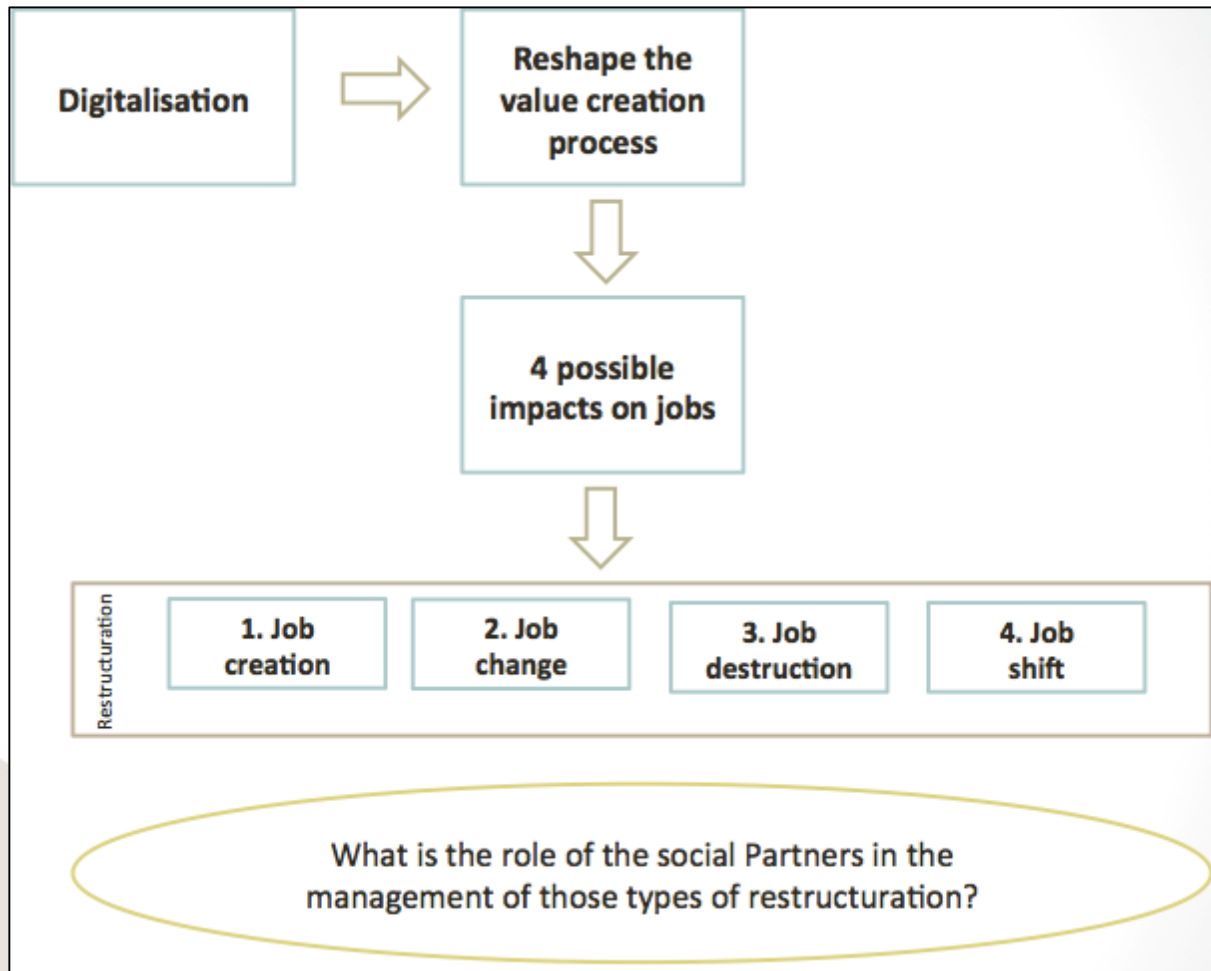 Digitalisation
Reshape the
value creation
process
4 possible
impacts on jobs
Restructuration
1. Job
creation
2. Job
change
3. Job
destruction
4. Job
shift
What is the role of the social Partners in the
management of those types of restructuration?